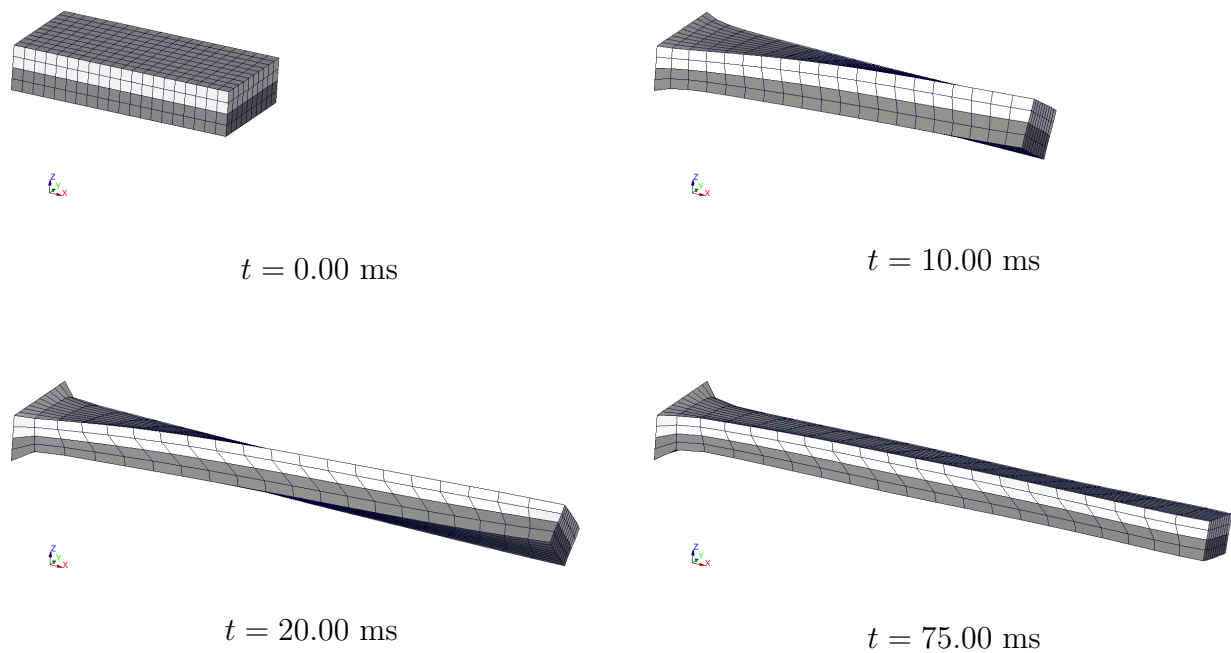 Z Y X
Z Y X
t = 0.00 ms
t = 10.00 ms
Z Y X
Z Y X
t = 20.00 ms
t = 75.00 ms